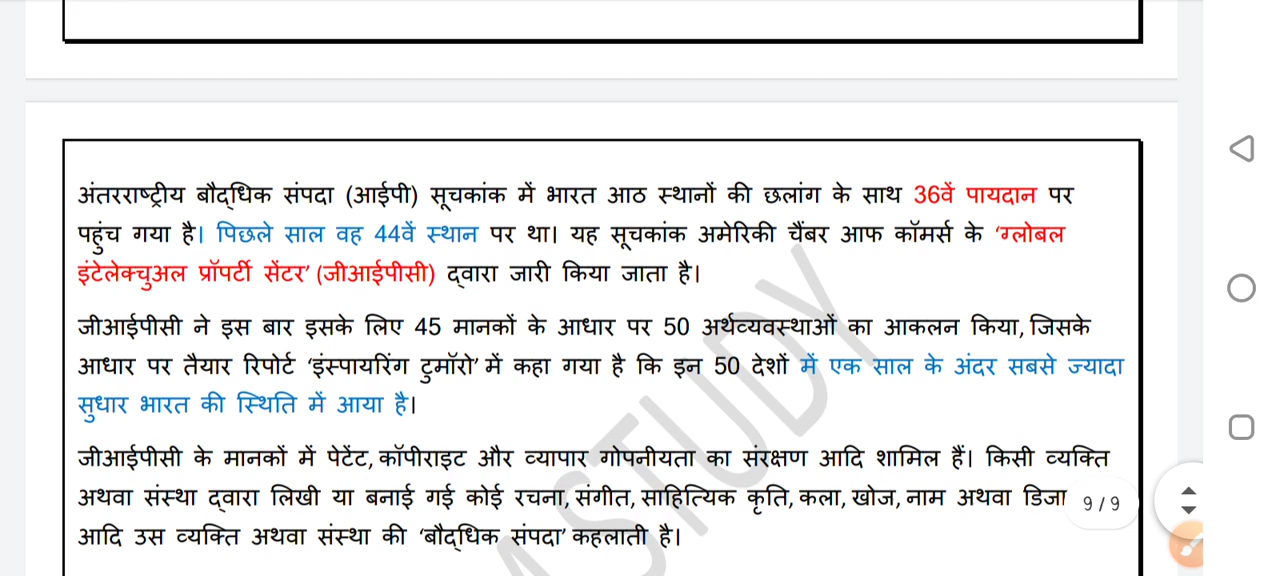 अंतरराष्ट्रीय बौद्धिक संपदा (आईपी) सूचकांक में भारत आठ स्थानों की छलांग के साथ 36वें पायदान पर
पहुंच गया है। पिछले साल वह 44वें स्थान पर था। यह सूचकांक अमेरिकी चैंबर आफ कॉमर्स के ‘ग्लोबल
इंटेलेक्चुअल प्रॉपर्टी सेंटर’ (जीआईपीसी) द्वारा जारी किया जाता है।
जीआईपीसी ने इस बार इसके लिए 45 मानकों के आधार पर 50 अर्थव्यवस्थाओं का आकलन किया, जिसके
आधार पर तैयार रिपोर्ट ‘इंस्पायरिंग टुमॉरो’ में कहा गया है कि इन 50 देशों में एक साल के अंदर सबसे ज्यादा
सुधार भारत की स्थिति में आया है।
जीआईपीसी के मानकों में पेटेंट, कॉपीराइट और व्यापार गोपनीयता का संरक्षण आदि शामिल हैं। किसी व्यक्ति
अथवा संस्था द्वारा लिखी या बनाई गई कोई रचना, संगीत, साहित्यिक कृति, कला, खोज, नाम अथवा डिजा
आदि उस व्यक्ति अथवा संस्था की ‘बौद्धिक संपदा’ कहलाती है।
9 / 9
STUDY